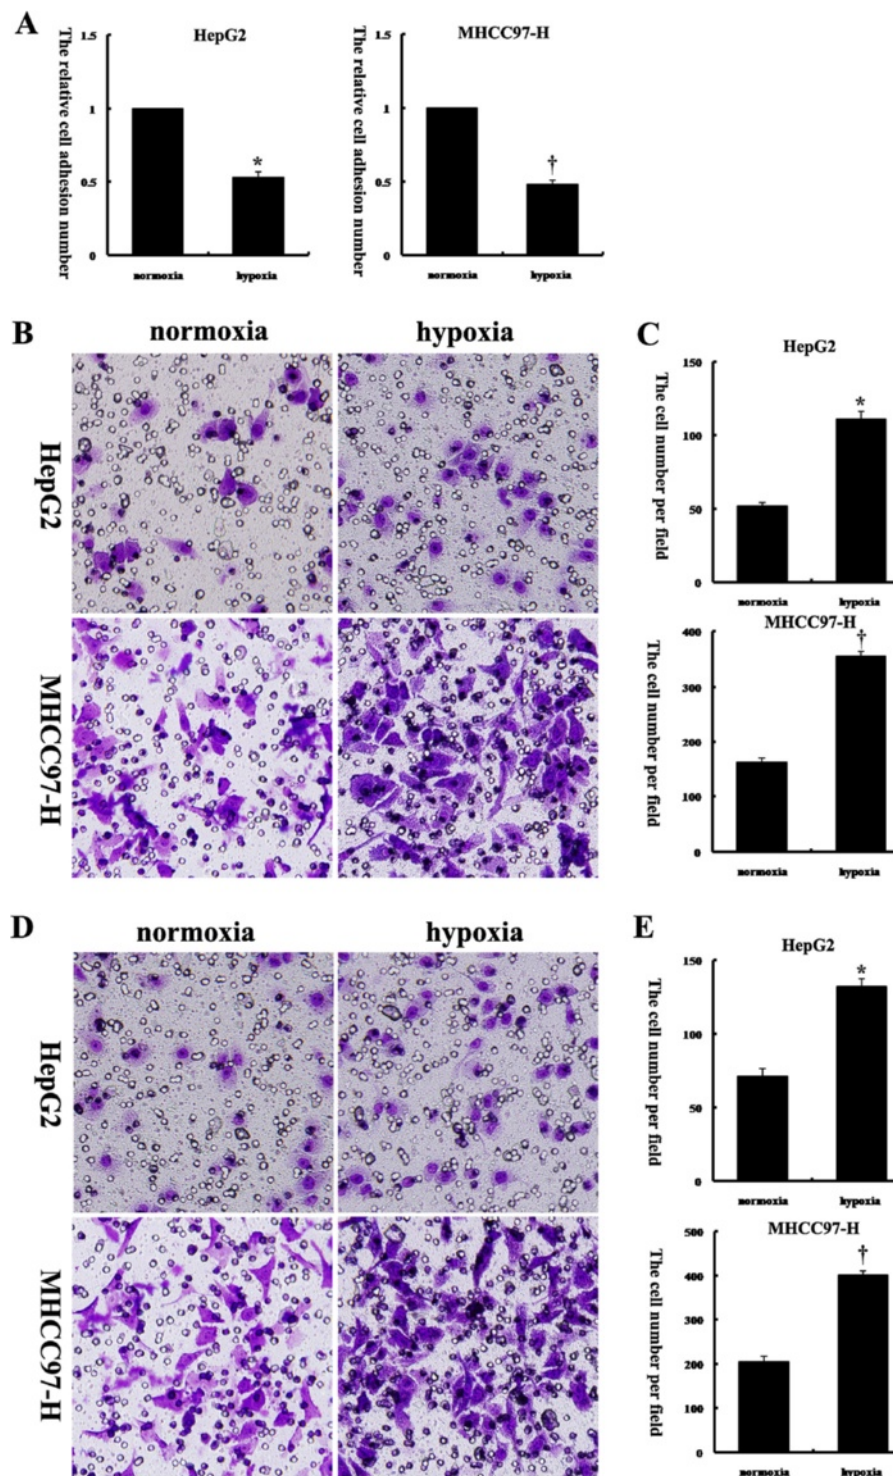 A
HepG2
The relative cell adhesion number
1.5
1
0.5
0
*
normoxia
hypoxia
MHCC97-H
The relative cell adhesion number
1.5
1
0.5
0
†
normoxia
hypoxia
B
normoxia
hypoxia
HepG2
MHCC97-H
C
HepG2
The cell number per field
150
100
50
0
*
normoxia
hypoxia
MHCC97-H
The cell number per field
400
300
200
100
0
†
normoxia
hypoxia
D
normoxia
hypoxia
HepG2
MHCC97-H
E
HepG2
The cell number per field
150
100
50
0
*
normoxia
hypoxia
MHCC97-H
The cell number per field
500
400
300
200
100
0
†
normoxia
hypoxia